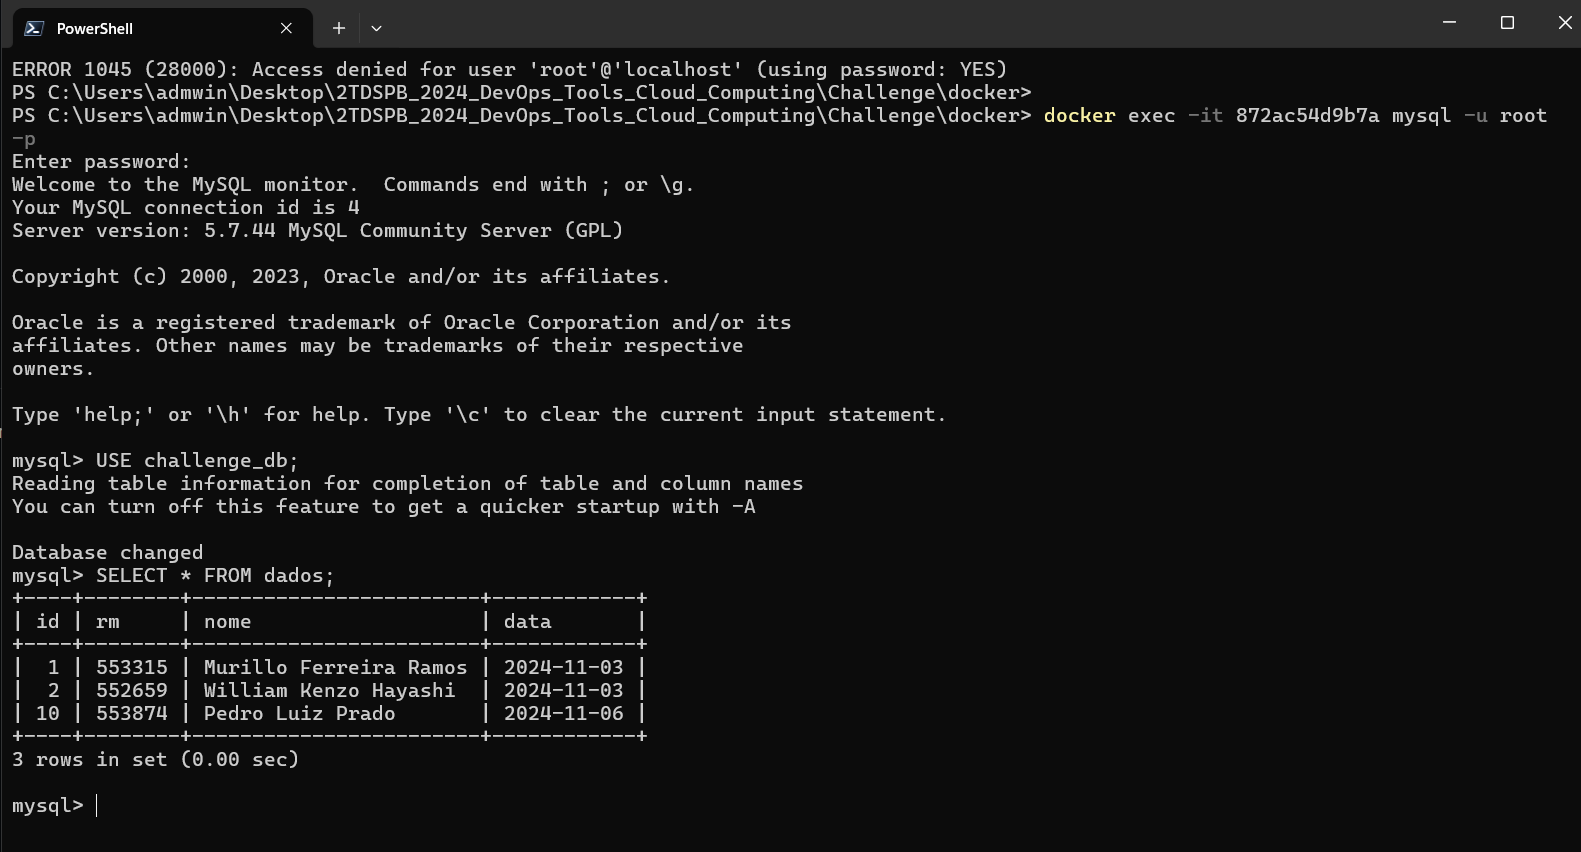 PowerShell
ERROR 1045 (28000): Access denied for user 'root'@'localhost' (using password: YES)
PS C:\Users\admwin\Desktop\2TDSPB_2024_DevOps_Tools_Cloud_Computing\Challenge\docker>
PS C:\Users\admwin\Desktop\2TDSPB_2024_DevOps_Tools_Cloud_Computing\Challenge\docker> docker exec -it 872ac54d9b7a mysql -u root
-p
Enter password:
Welcome to the MySQL monitor.  Commands end with ; or \g.
Your MySQL connection id is 4
Server version: 5.7.44 MySQL Community Server (GPL)
Copyright (c) 2000, 2023, Oracle and/or its affiliates.
Oracle is a registered trademark of Oracle Corporation and/or its
affiliates. Other names may be trademarks of their respective
owners.
Type 'help;' or '\h' for help. Type '\c' to clear the current input statement.
mysql> USE challenge_db;
Reading table information for completion of table and column names
You can turn off this feature to get a quicker startup with -A
Database changed
mysql> SELECT * FROM dados;
+----+--------+------------------------+------------+
| id | rm     | nome                   | data       |
+----+--------+------------------------+------------+
|  1 | 553315 | Murillo Ferreira Ramos | 2024-11-03 |
|  2 | 552659 | William Kenzo Hayashi  | 2024-11-03 |
| 10 | 553874 | Pedro Luiz Prado       | 2024-11-06 |
+----+--------+------------------------+------------+
3 rows in set (0.00 sec)
mysql>